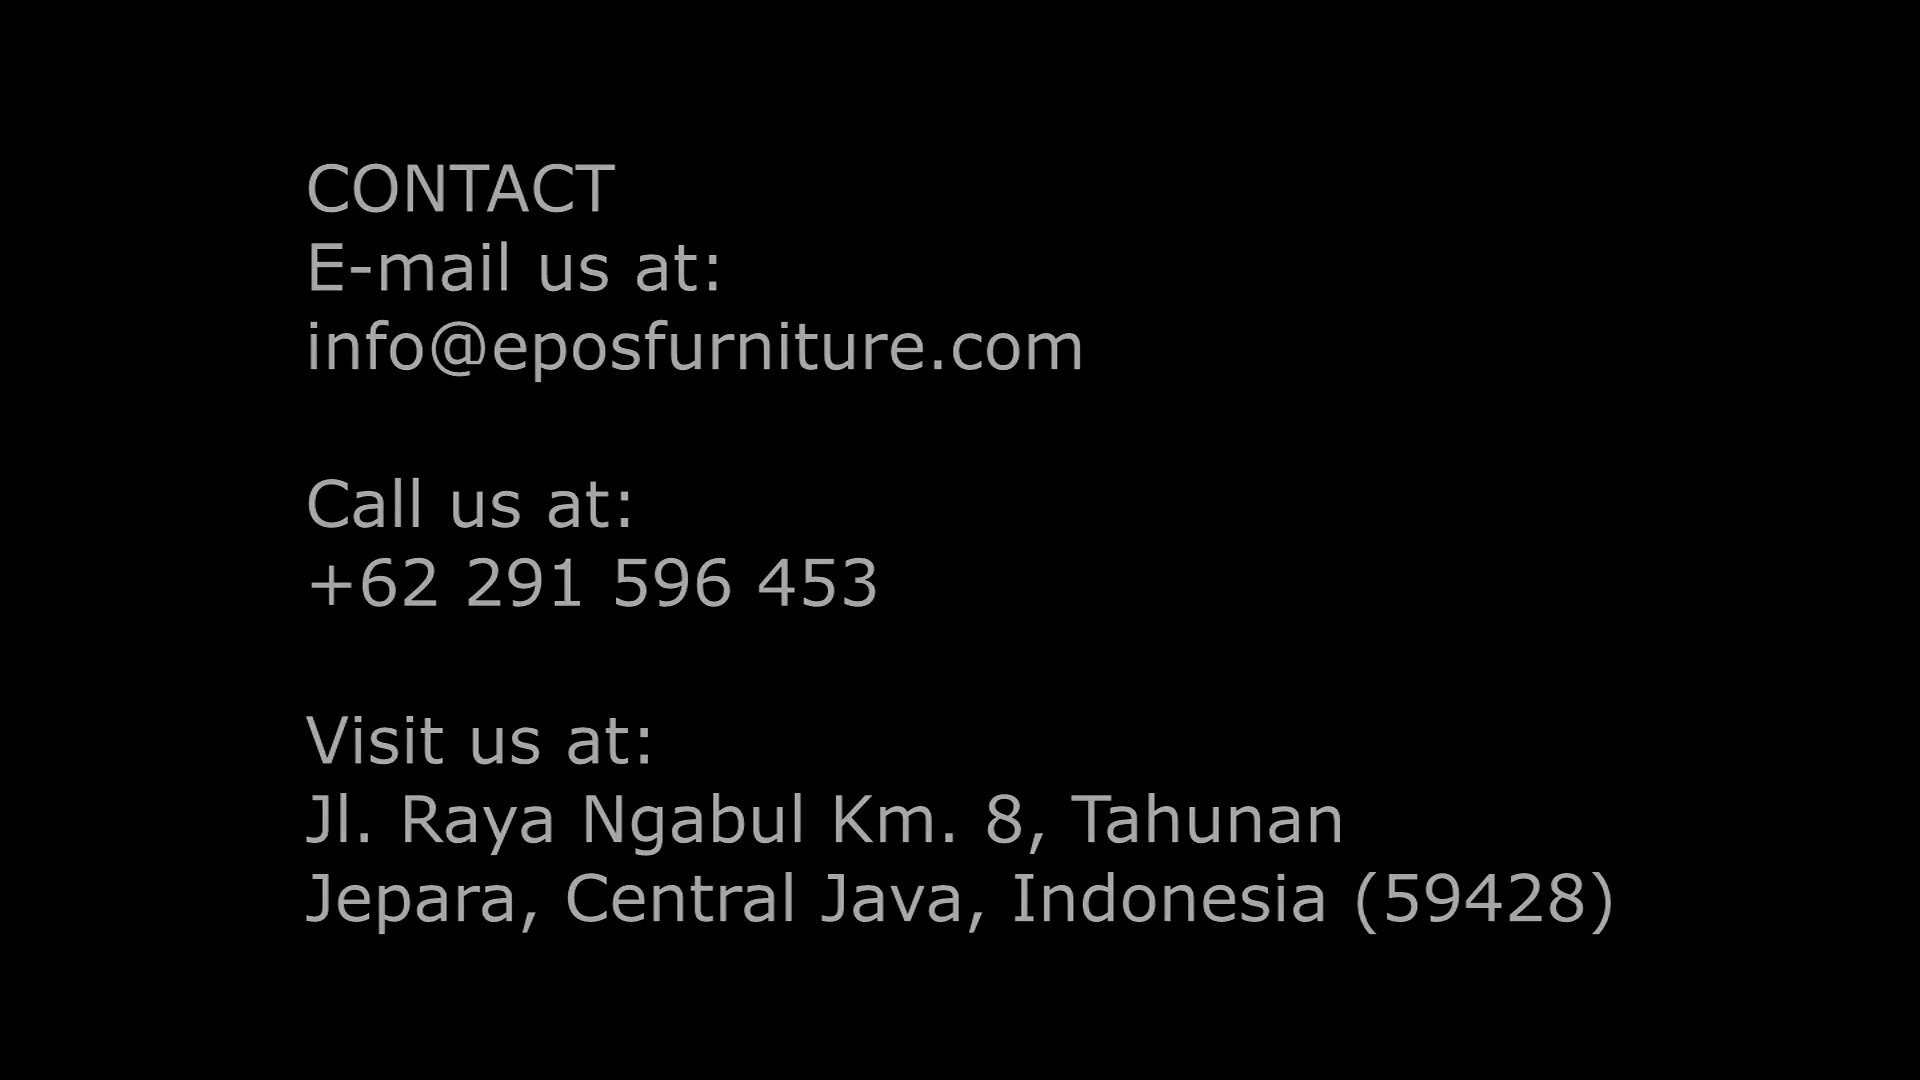 CONTACT
E-mail us at:
info@eposfurniture.com
Call us at:
+62 291 596 453
Visit us at:
Jl. Raya Ngabul Km. 8, Tahunan
Jepara, Central Java, Indonesia (59428)